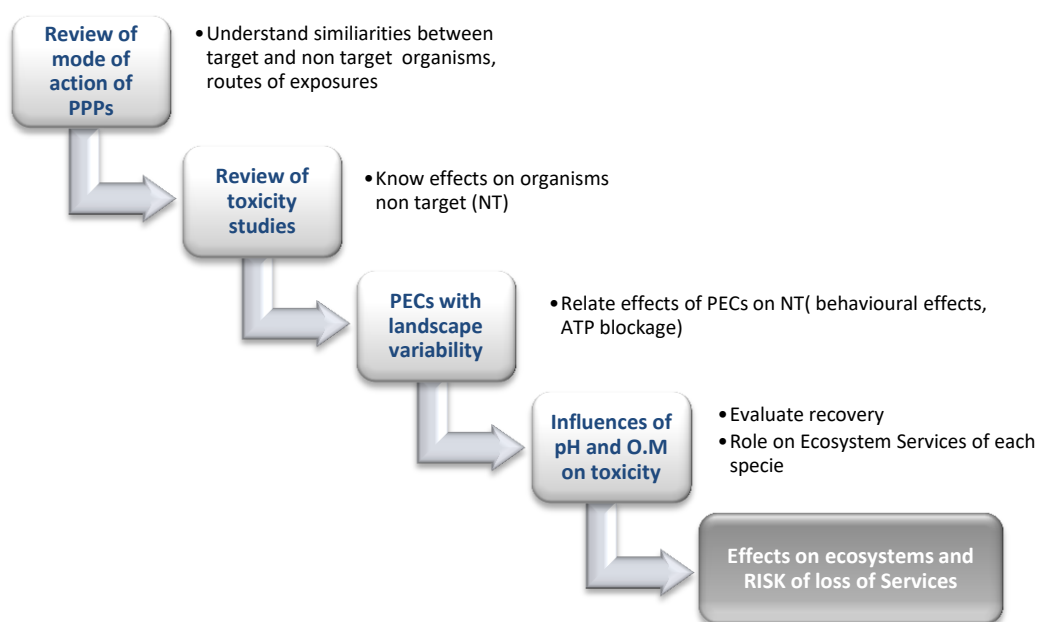 Review of
mode of
action of
PPPs
•Understand similiarities between
target and non target organisms,
routes of exposures
Review of
toxicity
studies
•Know effects on organisms
non target (NT)
PECs with
landscape
variability
•Relate effects of PECs on NT( behavioural effects,
ATP blockage)
Influences of
pH and O.M
on toxicity
•Evaluate recovery
•Role on Ecosystem Services of each
specie
Effects on ecosystems and
RISK of loss of Services